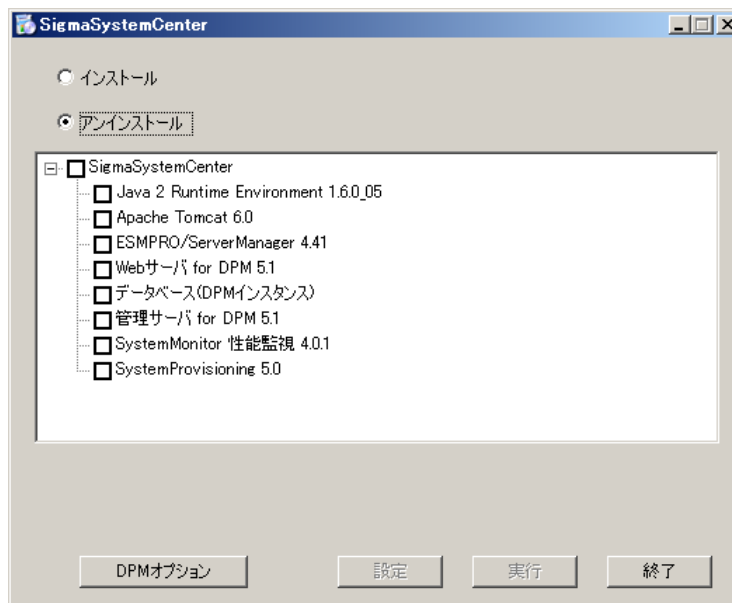 SigmaSystemCenter
インストール
アンインストール
SigmaSystemCenter
Java 2 Runtime Environment 1.6.0_05
Apache Tomcat 6.0
ESMPRO/ServerManager 4.41
Webサーバ for DPM 5.1
データベース(DPMインスタンス)
管理サーバ for DPM 5.1
SystemMonitor 性能監視 4.0.1
SystemProvisioning 5.0
DPMオプション 設定 実行 終了